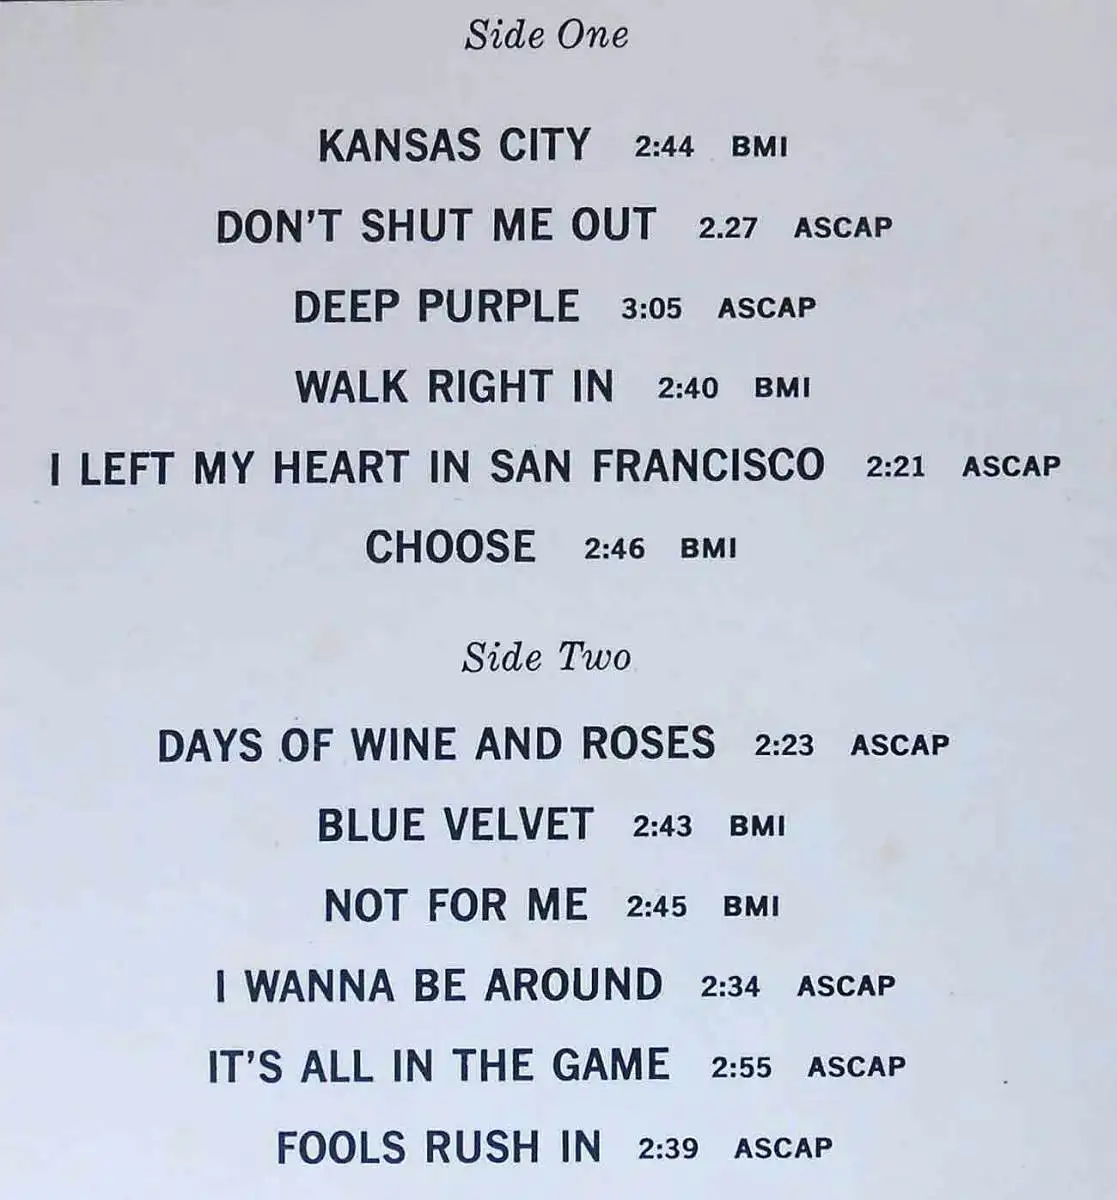 Side One
KANSAS CITY 2:44 BMI
DON'T SHUT ME OUT 2.27 ASCAP
DEEP PURPLE 3:05 ASCAP
WALK RIGHT IN 2:40 BMI
I LEFT MY HEART IN SAN FRANCISCO 2:21 ASCAP
CHOOSE 2:46 BMI
Side Two
DAYS OF WINE AND ROSES 2:23 ASCAP
BLUE VELVET 2:43 BMI
NOT FOR ME 2:45 BMI
I WANNA BE AROUND 2:34 ASCAP
IT'S ALL IN THE GAME 2:55 ASCAP
FOOLS RUSH IN 2:39 ASCAP